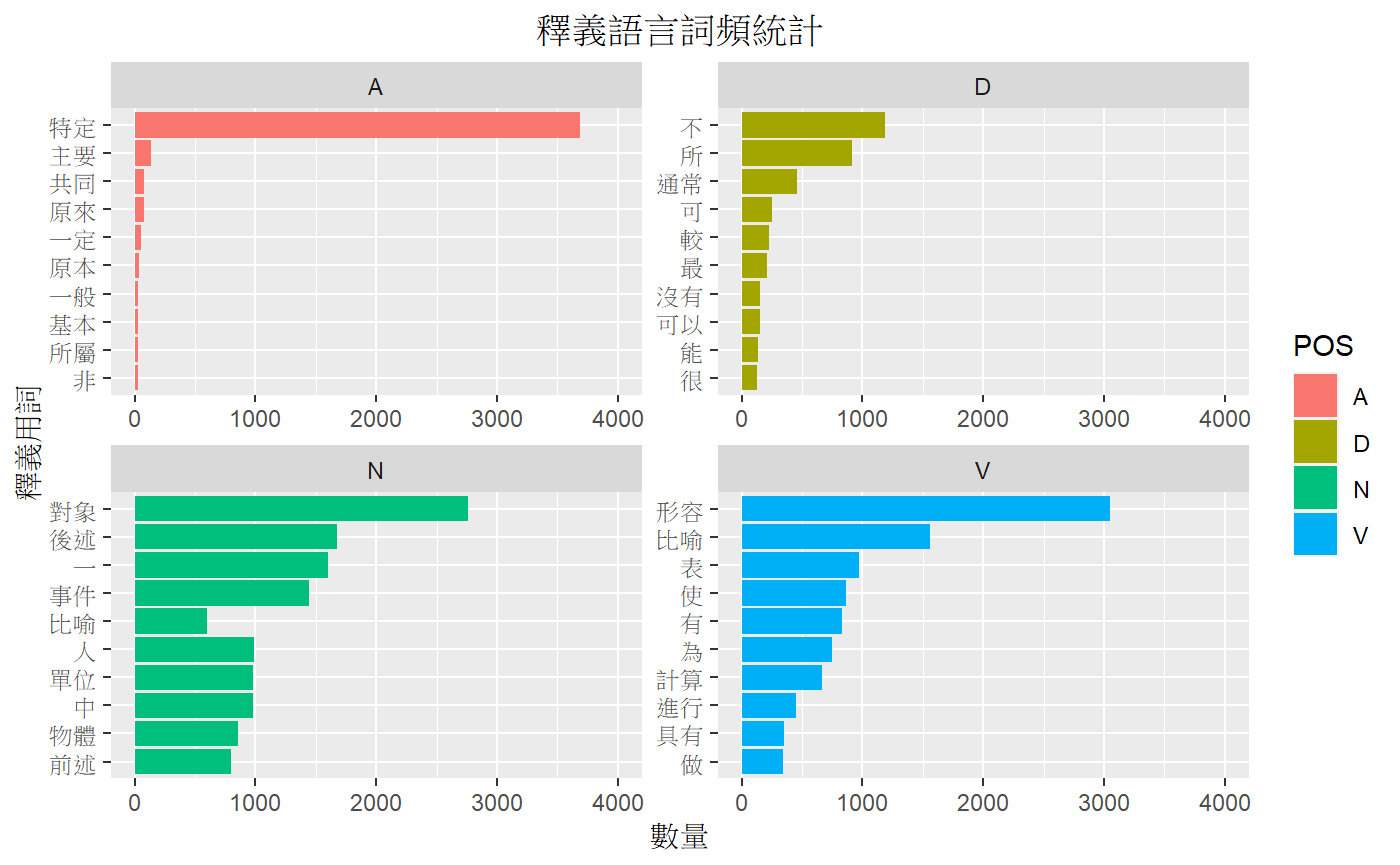 釋義語言詞頻統計
A
特定
主要
共同
原來
一定
原本
一般
基本
所屬
非
0 1000 2000 3000 4000
D
不
所
通常
可
較
最
沒有
可以
能
很
0 1000 2000 3000 4000
N
對象
後述
一
事件
比喻
人
單位
中
物體
前述
0 1000 2000 3000 4000
V
形容
比喻
表
使
有
為
計算
進行
具有
做
0 1000 2000 3000 4000
釋義用詞
數量
POS
A
D
N
V